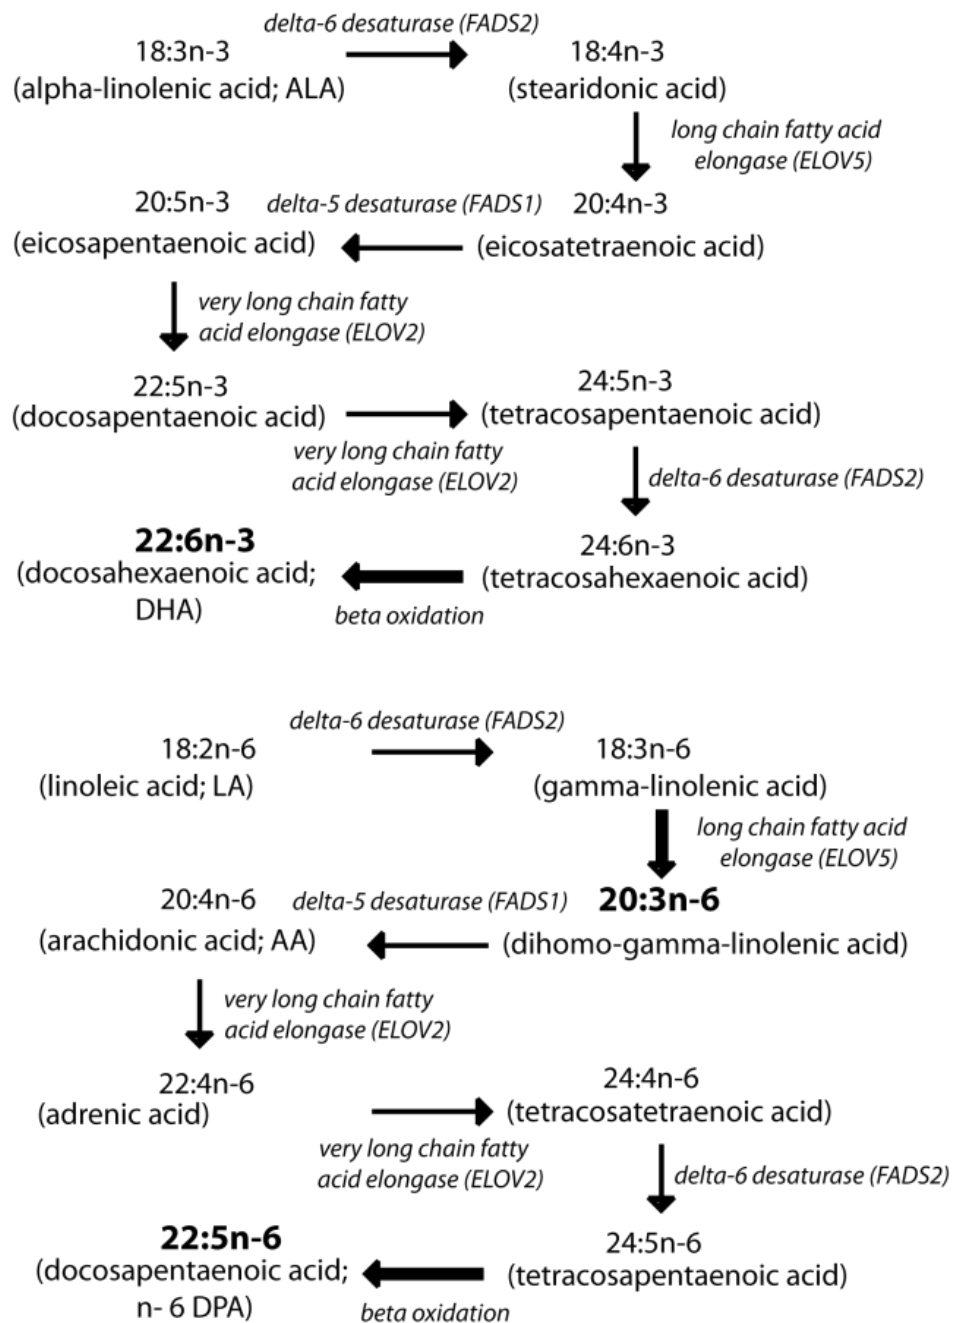 delta-6 desaturase (FADS2)
18:3n-3
18:4n-3
(alpha-linolenic acid; ALA)
(stearidonic acid)
long chain fatty acid
elongase (ELOV5)
20:5n-3
delta-5 desaturase (FADS1)
20:4n-3
(eicosapentaenoic acid)
(eicosatetraenoic acid)
very long chain fatty
acid elongase (ELOV2)
22:5n-3
24:5n-3
(docosapentaenoic acid)
(tetracosapentaenoic acid)
very long chain fatty
acid elongase (ELOV2)
delta-6 desaturase (FADS2)
22:6n-3
24:6n-3
(docosahexaenoic acid;
DHA)
(tetracosahexaenoic acid)
beta oxidation
delta-6 desaturase (FADS2)
18:2n-6
18:3n-6
(linoleic acid; LA)
(gamma-linolenic acid)
long chain fatty acid
elongase (ELOV5)
20:4n-6
delta-5 desaturase (FADS1)
20:3n-6
(arachidonic acid; AA)
(dihomo-gamma-linolenic acid)
very long chain fatty
acid elongase (ELOV2)
22:4n-6
24:4n-6
(adrenic acid)
(tetracosatetraenoic acid)
very long chain fatty
acid elongase (ELOV2)
delta-6 desaturase (FADS2)
22:5n-6
24:5n-6
(docosapentaenoic acid;
n- 6 DPA)
(tetracosapentaenoic acid)
beta oxidation